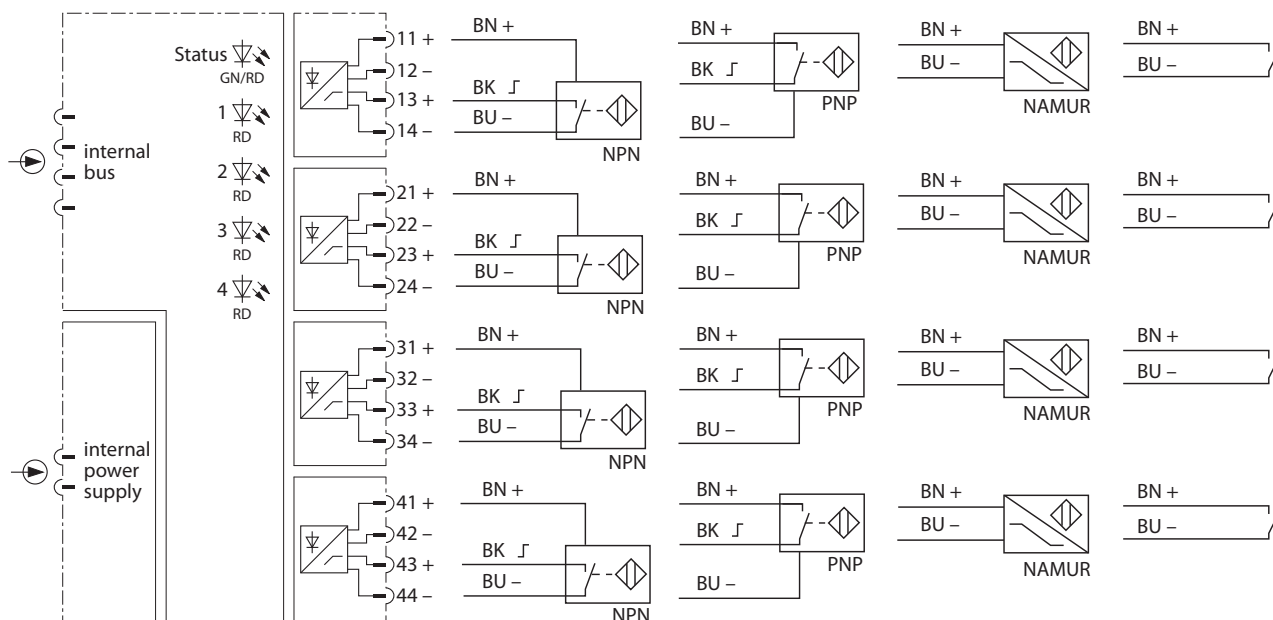 Status
GN/RD
1
RD
2
RD
3
RD
4
RD
internal
bus
internal
power
supply
11 +
12 –
13 +
14 –
BN +
BK
BU –
NPN
BN +
BK
BU –
PNP
BN +
BU –
NAMUR
BN +
BU –
21 +
22 –
23 +
24 –
BN +
BK
BU –
NPN
BN +
BK
BU –
PNP
BN +
BU –
NAMUR
BN +
BU –
31 +
32 –
33 +
34 –
BN +
BK
BU –
NPN
BN +
BK
BU –
PNP
BN +
BU –
NAMUR
BN +
BU –
41 +
42 –
43 +
44 –
BN +
BK
BU –
NPN
BN +
BK
BU –
PNP
BN +
BU –
NAMUR
BN +
BU –